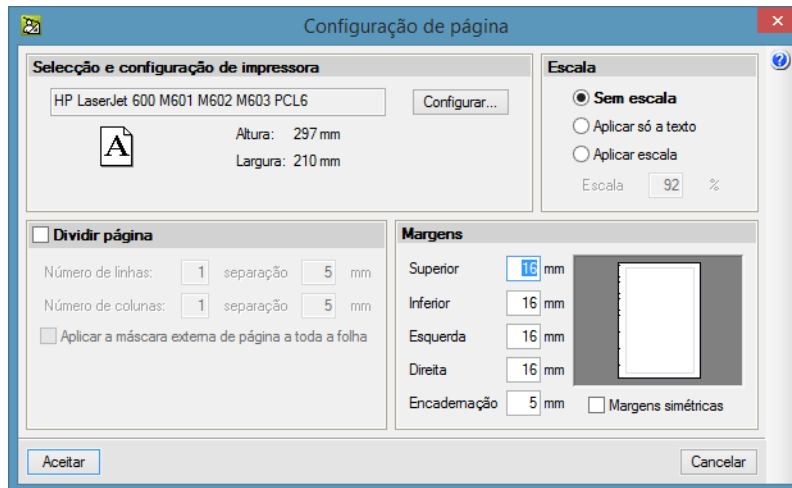 Configuração de página
Selecção e configuração de impressora
HP LaserJet 600 M601 M602 M603 PCL6
Configurar...
A
Altura: 297 mm
Largura: 210 mm
Escala
Sem escala
Aplicar só a texto
Aplicar escala
Escala 92 %
Dividir página
Número de linhas: 1 separação 5 mm
Número de colunas: 1 separação 5 mm
Aplicar a máscara externa de página a toda a folha
Margens
Superior 16 mm
Inferior 16 mm
Esquerda 16 mm
Direita 16 mm
Encadernação 5 mm
Margens simétricas
Aceitar
Cancelar